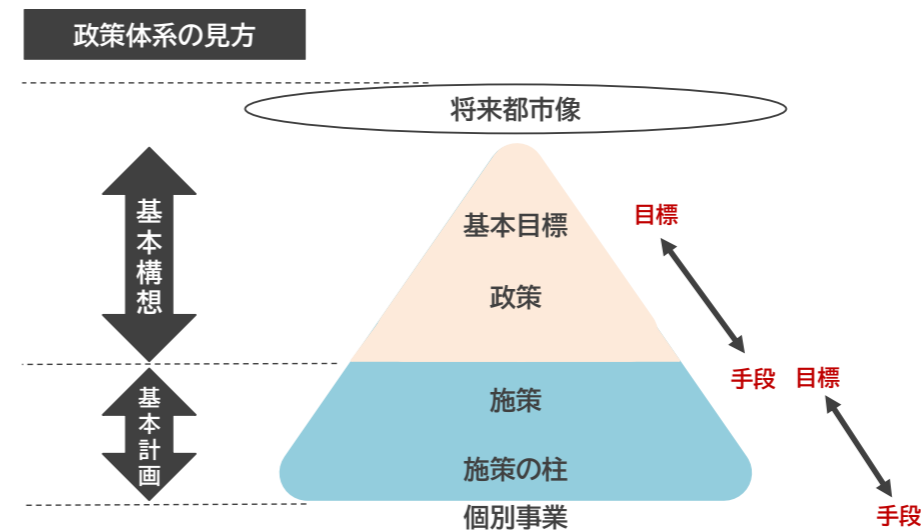 政策体系の見方
将来都市像
基本構想
基本目標
目標
政策
手段
目標
基本計画
施策
施策の柱
個別事業
手段